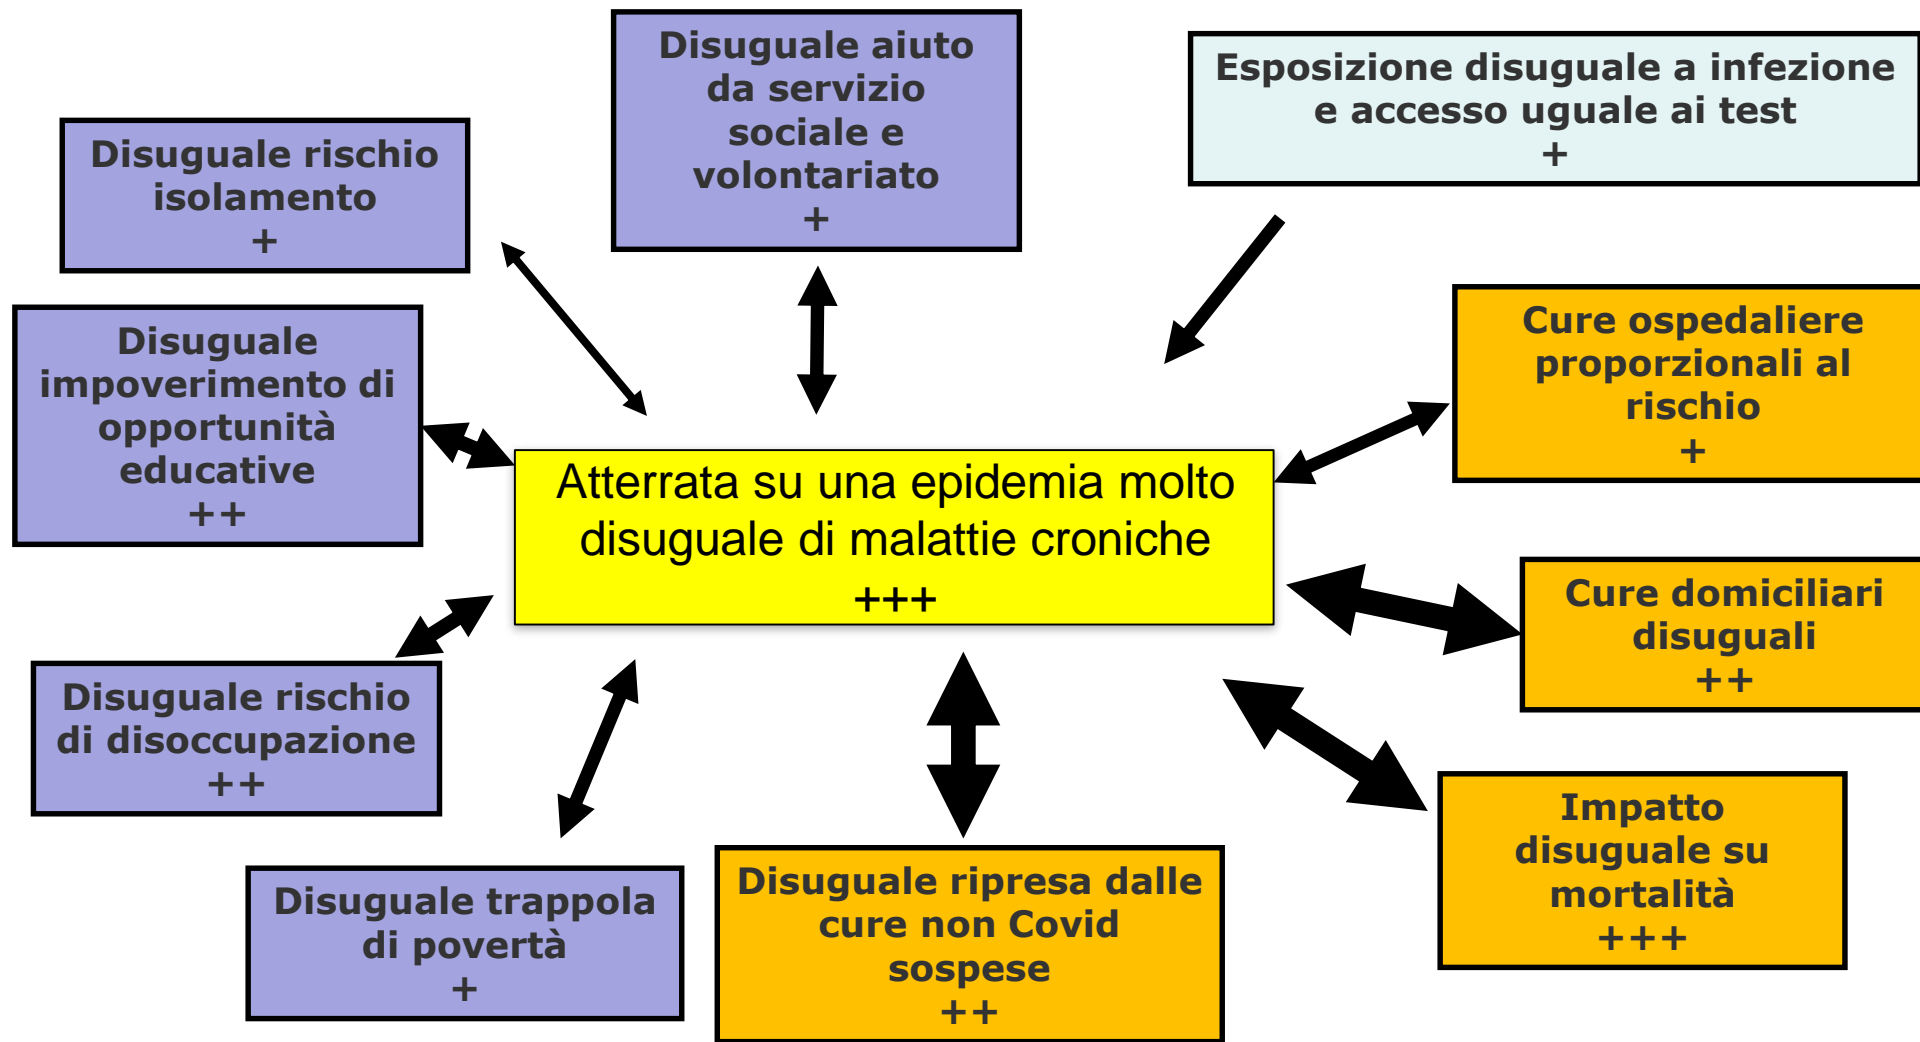 Disuguale aiuto
da servizio
sociale e
volontariato
+
Esposizione disuguale a infezione
e accesso uguale ai test
+
Disuguale rischio
isolamento
+
Disuguale
impoverimento di
opportunità
educative
++
Cure ospedaliere
proporzionali al
rischio
+
Atterrata su una epidemia molto
disuguale di malattie croniche
+++
Cure domiciliari
disuguali
++
Disuguale rischio
di disoccupazione
++
Impatto
disuguale su
mortalità
+++
Disuguale trappola
di povertà
+
Disuguale ripresa dalle
cure non Covid
sospese
++